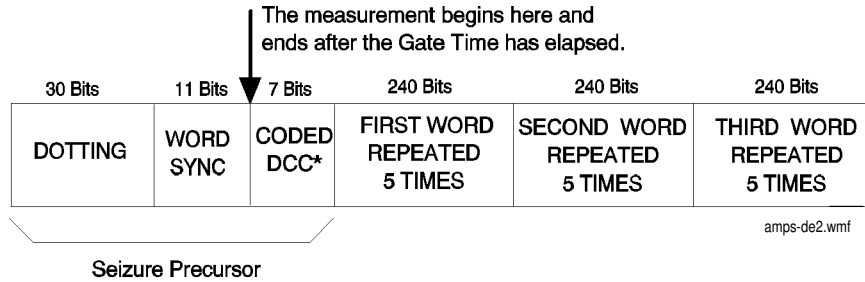 The measurement begins here and
ends after the Gate Time has elapsed.
30 Bits
11 Bits
7 Bits
240 Bits
240 Bits
240 Bits
DOTTING
WORD
SYNC
CODED
DCC*
FIRST WORD
REPEATED
5 TIMES
SECOND WORD
REPEATED
5 TIMES
THIRD WORD
REPEATED
5 TIMES
amps-de2.wmf
Seizure Precursor